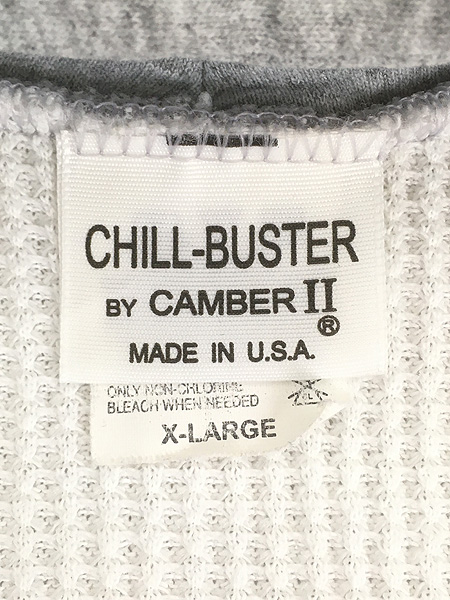 CHILL-BUSTER
BY CAMBER II®
MADE IN U.S.A.
ONLY NON-CHLORINE
BLEACH WHEN NEEDED
X-LARGE